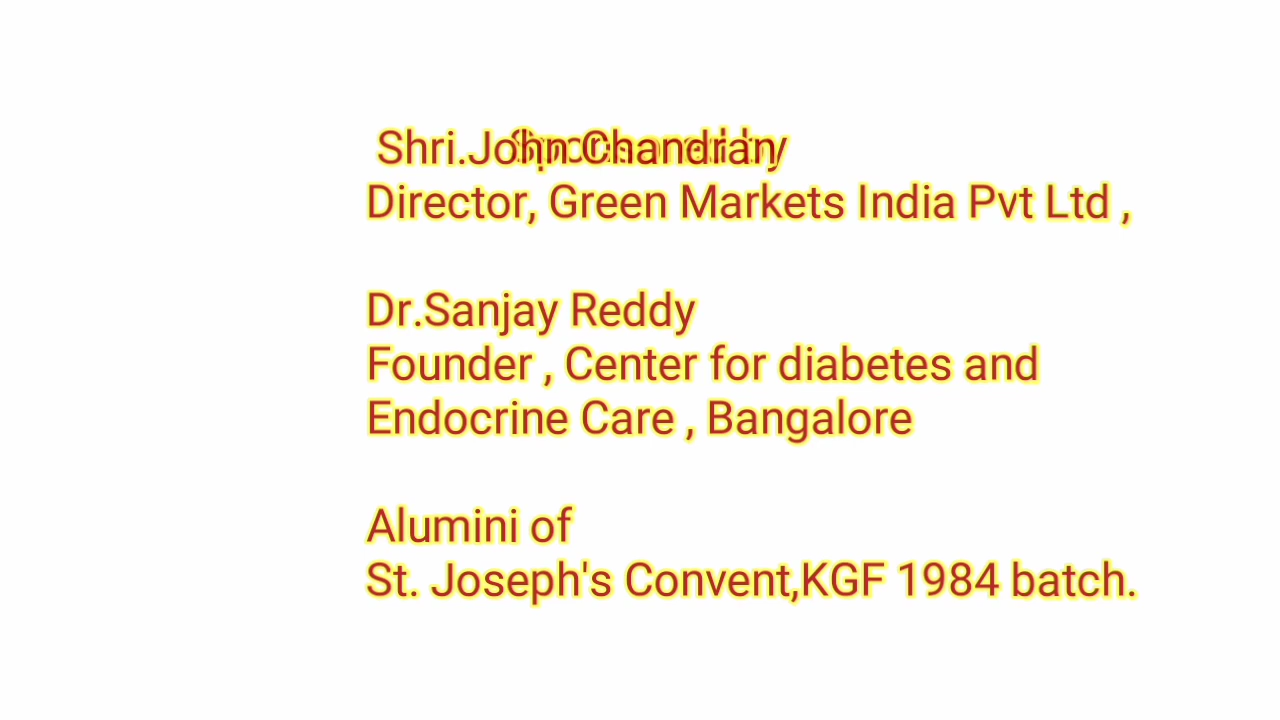 Shri.John Chandran
Director, Green Markets India Pvt Ltd ,
Dr.Sanjay Reddy
Founder , Center for diabetes and
Endocrine Care , Bangalore
Alumini of
St. Joseph's Convent,KGF 1984 batch.